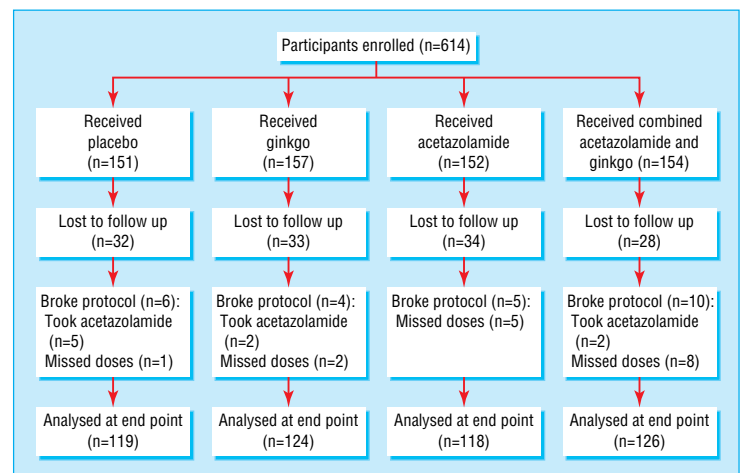 Participants enrolled (n=614)
Received
placebo
(n=151)
Received
ginkgo
(n=157)
Received
acetazolamide
(n=152)
Received combined
acetazolamide and
ginkgo (n=154)
Lost to follow up
(n=32)
Lost to follow up
(n=33)
Lost to follow up
(n=34)
Lost to follow up
(n=28)
Broke protocol (n=6):
Took acetazolamide
(n=5)
Missed doses (n=1)
Broke protocol (n=4):
Took acetazolamide
(n=2)
Missed doses (n=2)
Broke protocol (n=5):
Missed doses (n=5)
Broke protocol (n=10):
Took acetazolamide
(n=2)
Missed doses (n=8)
Analysed at end point
(n=119)
Analysed at end point
(n=124)
Analysed at end point
(n=118)
Analysed at end point
(n=126)